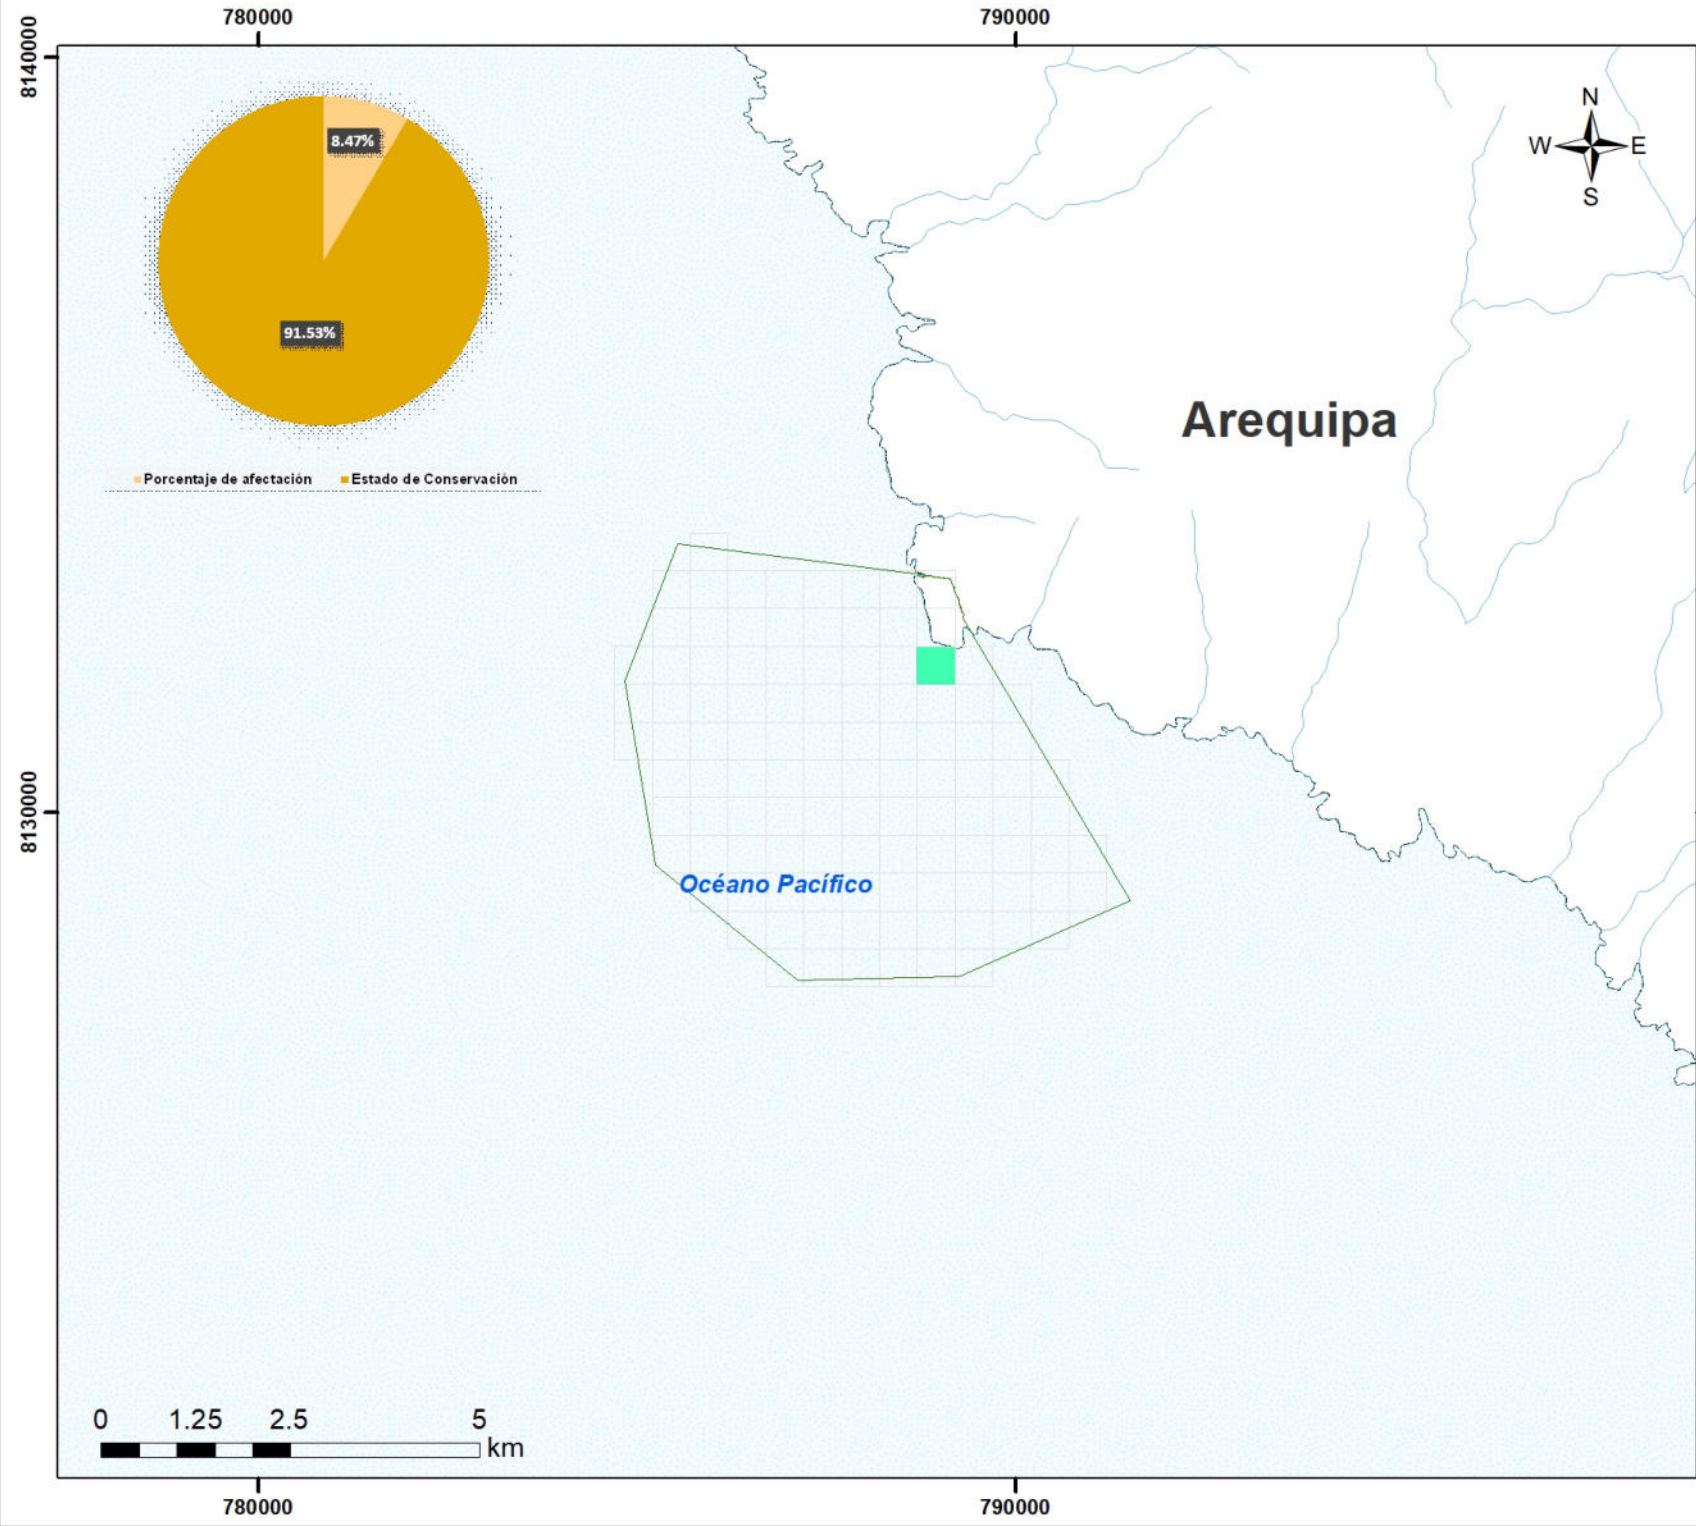 780000
790000
8140000
N
W
E
S
8.47%
91.53%
Porcentaje de afectación
Estado de Conservación
Arequipa
8130000
Océano Pacífico
0
1.25
2.5
5
km
780000
790000